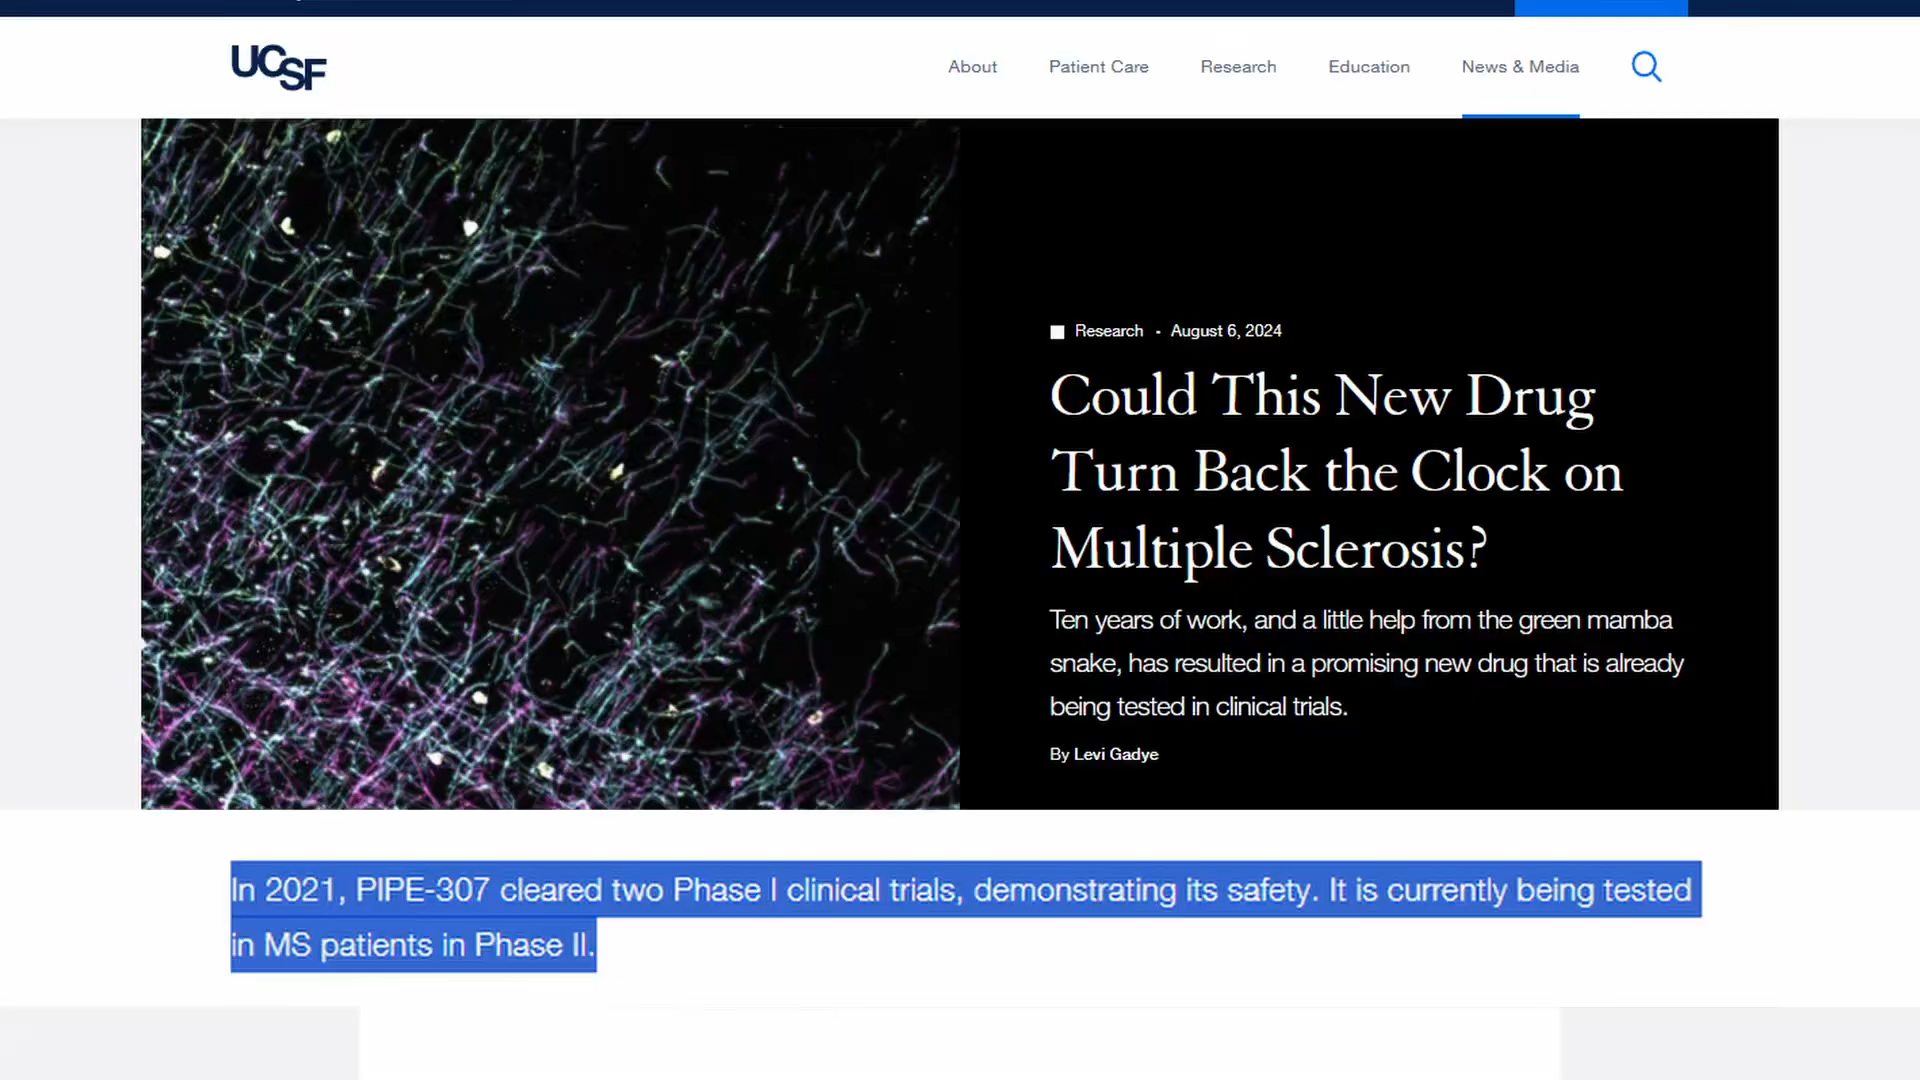 UCSF
About Patient Care Research Education News & Media
Research · August 6, 2024
Could This New Drug
Turn Back the Clock on
Multiple Sclerosis?
Ten years of work, and a little help from the green mamba
snake, has resulted in a promising new drug that is already
being tested in clinical trials.
By Levi Gadye
In 2021, PIPE-307 cleared two Phase I clinical trials, demonstrating its safety. It is currently being tested
in MS patients in Phase II.